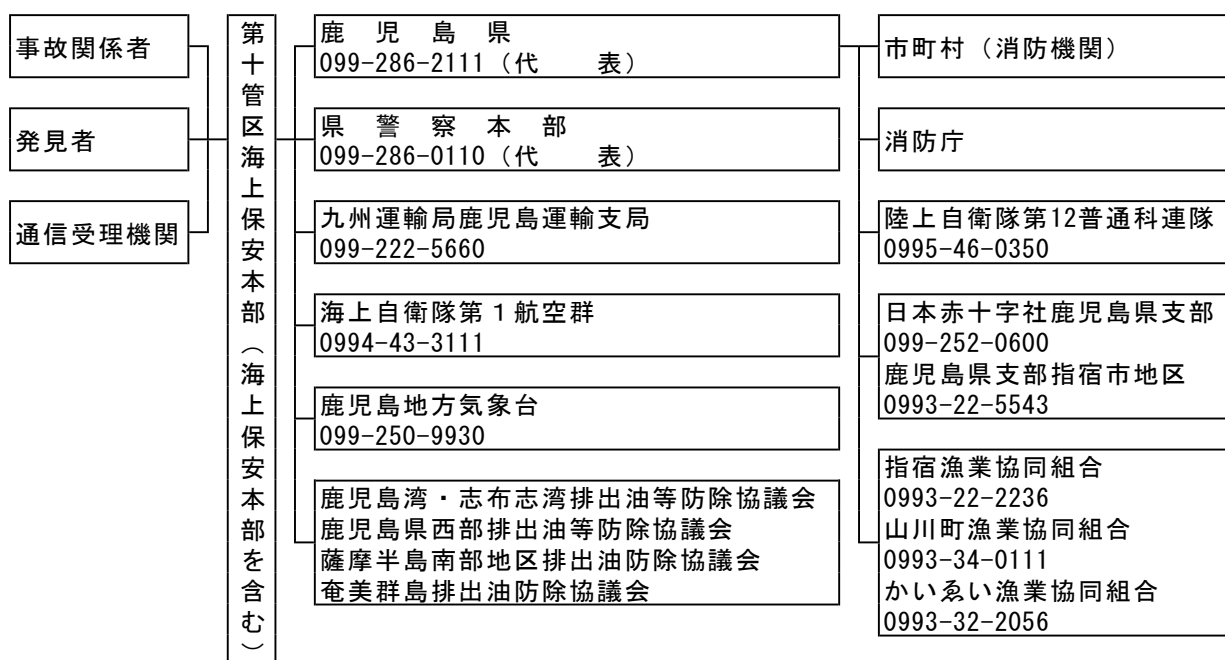 事故関係者
発見者
通信受理機関
第十管区海上保安本部（海上保安本部を含む）
鹿児島県
099-286-2111（代　　表）
県警察本部
099-286-0110（代　　表）
九州運輸局鹿児島運輸支局
099-222-5660
海上自衛隊第１航空群
0994-43-3111
鹿児島地方気象台
099-250-9930
鹿児島湾・志布志湾排出油等防除協議会
鹿児島県西部排出油等防除協議会
薩摩半島南部地区排出油防除協議会
奄美群島排出油防除協議会
市町村（消防機関）
消防庁
陸上自衛隊第12普通科連隊
0995-46-0350
日本赤十字社鹿児島県支部
099-252-0600
鹿児島県支部指宿市地区
0993-22-5543
指宿漁業協同組合
0993-22-2236
山川町漁業協同組合
0993-34-0111
かいゑい漁業協同組合
0993-32-2056